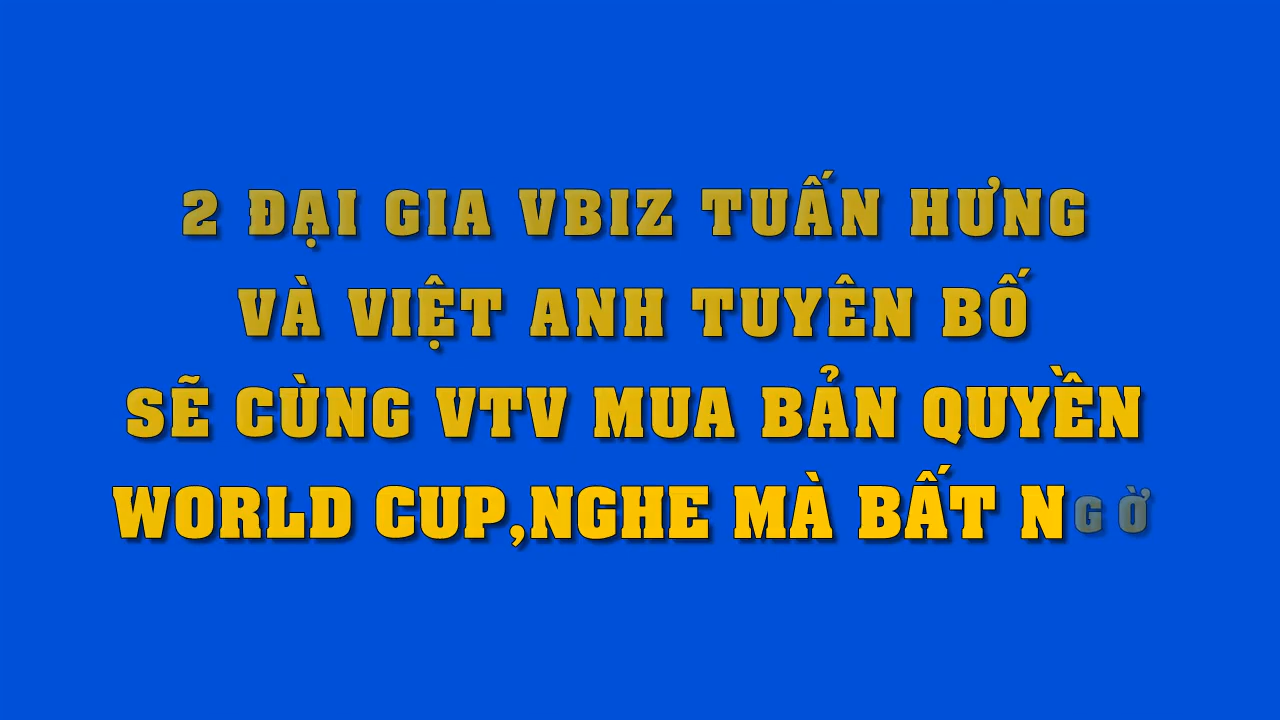 2 ĐẠI GIA VBIZ TUẤN HƯNG
VÀ VIỆT ANH TUYÊN BỐ
SẼ CÙNG VTV MUA BẢN QUYỀN
WORLD CUP,NGHE MÀ BẤT NGỜ